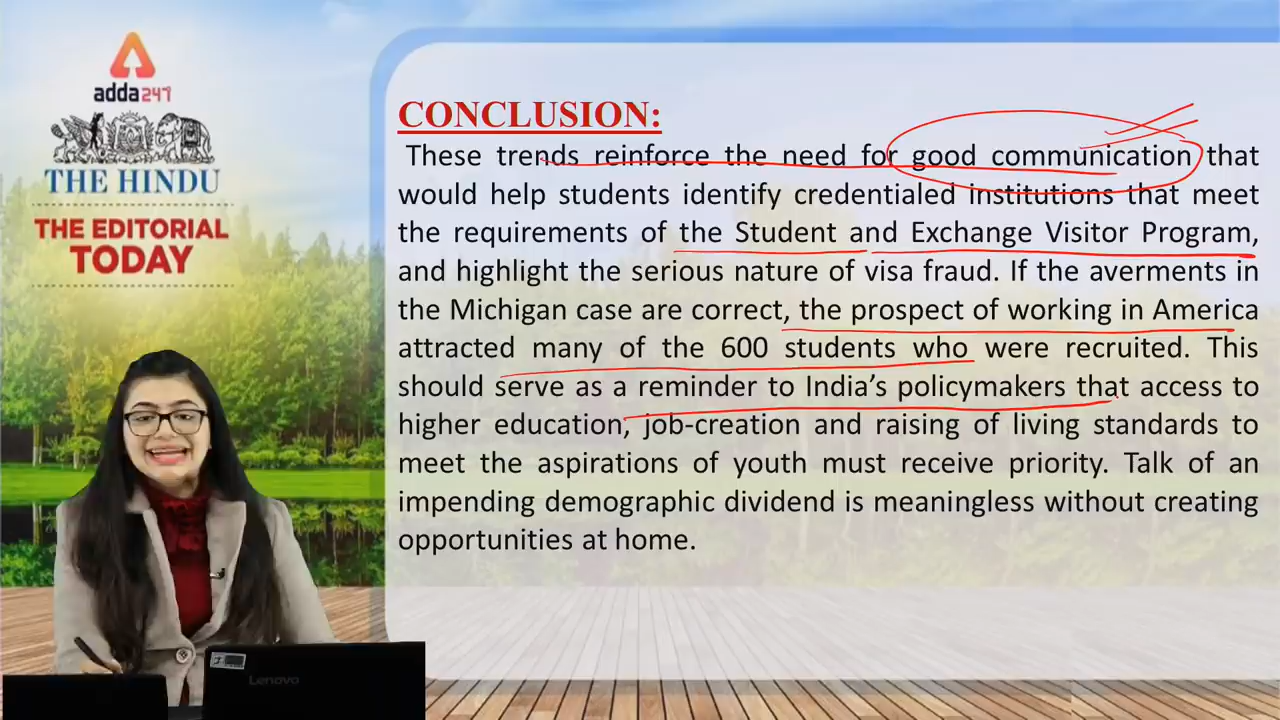 adda247
THE HINDU
THE EDITORIAL
TODAY
CONCLUSION:
These trends reinforce the need for good communication that
would help students identify credentialed institutions that meet
the requirements of the Student and Exchange Visitor Program,
and highlight the serious nature of visa fraud. If the averments in
the Michigan case are correct, the prospect of working in America
attracted many of the 600 students who were recruited. This
should serve as a reminder to India's policymakers that access to
higher education, job-creation and raising of living standards to
meet the aspirations of youth must receive priority. Talk of an
impending demographic dividend is meaningless without creating
opportunities at home.
Lenovo